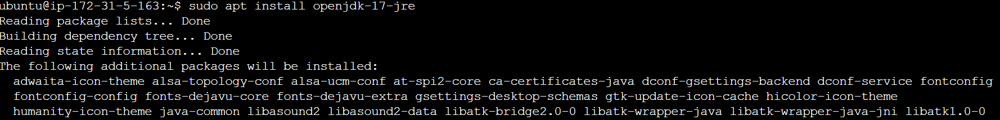 ubuntu@ip-172-31-5-163:~$ sudo apt install openjdk-17-jre
Reading package lists... Done
Building dependency tree... Done
Reading state information... Done
The following additional packages will be installed:
  adwaita-icon-theme alsa-topology-conf alsa-ucm-conf at-spi2-core ca-certificates-java dconf-gsettings-backend dconf-service fontconfig
  fontconfig-config fonts-dejavu-core fonts-dejavu-extra gsettings-desktop-schemas gtk-update-icon-cache hicolor-icon-theme
  humanity-icon-theme java-common libasound2 libasound2-data libatk-bridge2.0-0 libatk-wrapper-java libatk-wrapper-java-jni libatk1.0-0